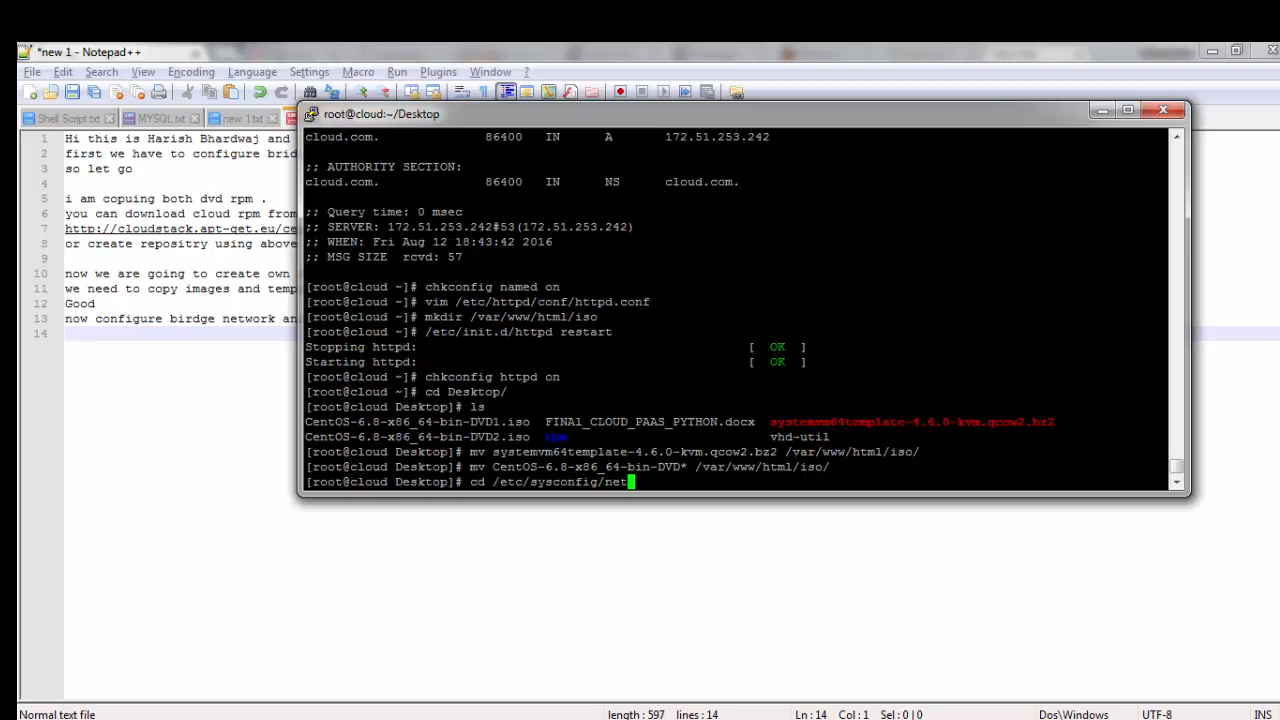 *new 1 - Notepad++
File Edit Search View Encoding Language Settings Macro Run Plugins Window ?
Shell Script.txt MYSQL.txt new 1.txt
1 Hi this is Harish Bhardwaj and
2 first we have to configure brid
3 so let go
4
5 i am copuing both dvd rpm .
6 you can download cloud rpm from
7 http://cloudstack.apt-get.eu/ce
8 or create repositry using above
9
10 now we are going to create own
11 we need to copy images and temp
12 Good
13 now configure birdge network an
14
root@cloud:~/Desktop
cloud.com. 86400 IN A 172.51.253.242
;; AUTHORITY SECTION:
cloud.com. 86400 IN NS cloud.com.
;; Query time: 0 msec
;; SERVER: 172.51.253.242#53(172.51.253.242)
;; WHEN: Fri Aug 12 18:43:42 2016
;; MSG SIZE rcvd: 57
[root@cloud ~]# chkconfig named on
[root@cloud ~]# vim /etc/httpd/conf/httpd.conf
[root@cloud ~]# mkdir /var/www/html/iso
[root@cloud ~]# /etc/init.d/httpd restart
Stopping httpd: [ OK ]
Starting httpd: [ OK ]
[root@cloud ~]# chkconfig httpd on
[root@cloud ~]# cd Desktop/
[root@cloud Desktop]# ls
CentOS-6.8-x86_64-bin-DVD1.iso FINAl_CLOUD_PAAS_PYTHON.docx systemvm64template-4.6.0-kvm.qcow2.bz2
CentOS-6.8-x86_64-bin-DVD2.iso rpm vhd-util
[root@cloud Desktop]# mv systemvm64template-4.6.0-kvm.qcow2.bz2 /var/www/html/iso/
[root@cloud Desktop]# mv CentOS-6.8-x86_64-bin-DVD* /var/www/html/iso/
[root@cloud Desktop]# cd /etc/sysconfig/net
Normal text file length : 597 lines : 14 Ln : 14 Col : 1 Sel : 0 | 0 Dos\Windows UTF-8 INS